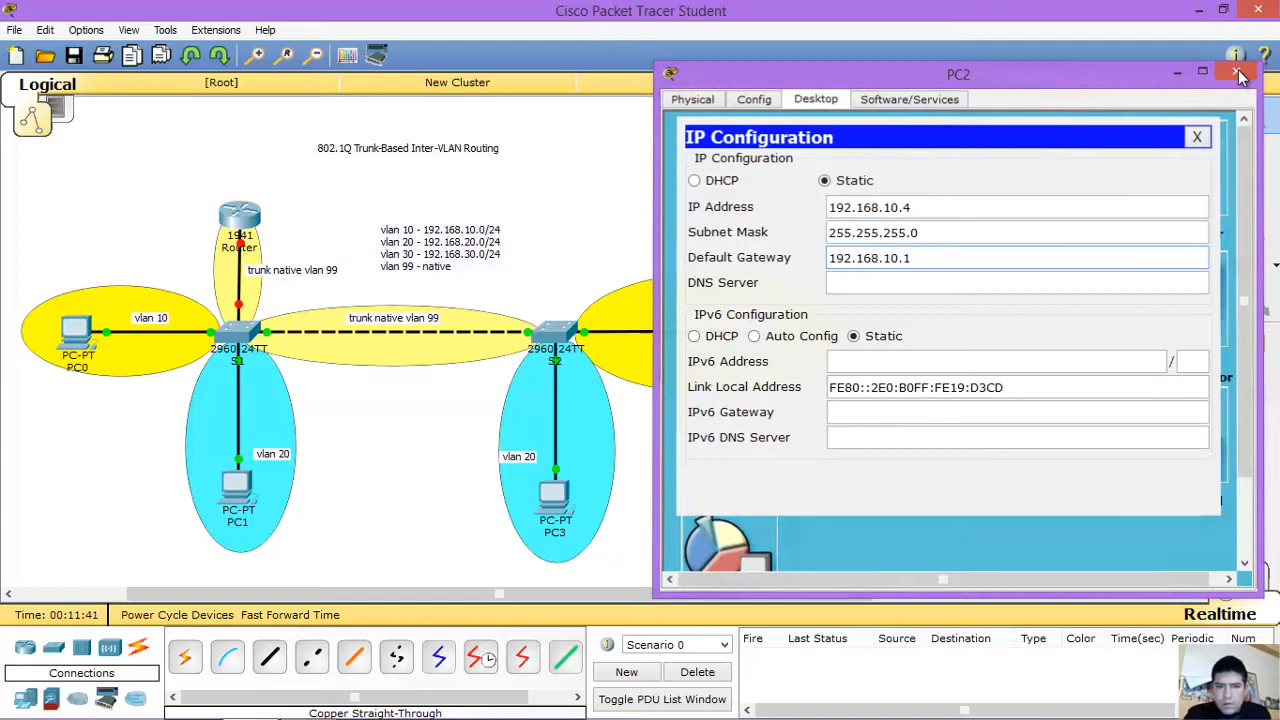 Cisco Packet Tracer Student
File Edit Options View Tools Extensions Help
Logical [Root] New Cluster
802.1Q Trunk-Based Inter-VLAN Routing
1941
Router
vlan 10 - 192.168.10.0/24
vlan 20 - 192.168.20.0/24
vlan 30 - 192.168.30.0/24
vlan 99 - native
trunk native vlan 99
vlan 10
trunk native vlan 99
PC-PT
PC0
2960-24TT
S1
2960-24TT
S2
vlan 20
vlan 20
PC-PT
PC1
PC-PT
PC3
PC2
Physical Config Desktop Software/Services
IP Configuration X
IP Configuration
DHCP Static
IP Address 192.168.10.4
Subnet Mask 255.255.255.0
Default Gateway 192.168.10.1
DNS Server
IPv6 Configuration
DHCP Auto Config Static
IPv6 Address /
Link Local Address FE80::2E0:B0FF:FE19:D3CD
IPv6 Gateway
IPv6 DNS Server
Time: 00:11:41 Power Cycle Devices Fast Forward Time Realtime
Connections
Copper Straight-Through
Scenario 0
New Delete
Toggle PDU List Window
Fire Last Status Source Destination Type Color Time(sec) Periodic Num